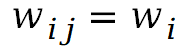 w_{ij} = w_i